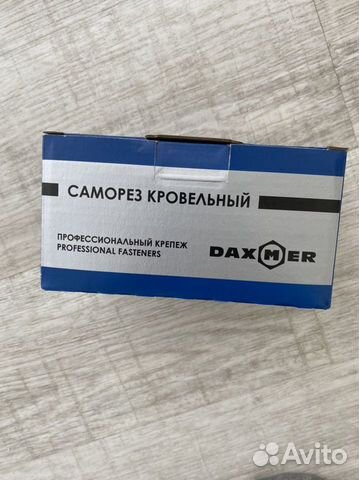 САМОРЕЗ КРОВЕЛЬНЫЙ
ПРОФЕССИОНАЛЬНЫЙ КРЕПЕЖ
PROFESSIONAL FASTENERS
DAXMER
Avito